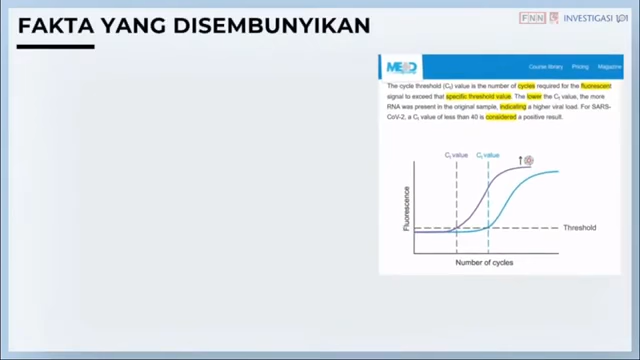 FAKTA YANG DISEMBUNYIKAN
FNN
INVESTIGASI
Course library Pricing Magazine
The cycle threshold (Ct) value is the number of cycles required for the fluorescent
signal to exceed that specific threshold value. The lower the Ct value, the more
RNA was present in the original sample, indicating a higher viral load. For SARS-
CoV-2, a Ct value of less than 40 is considered a positive result.
Ct value Ct value
Fluorescence
Threshold
Number of cycles